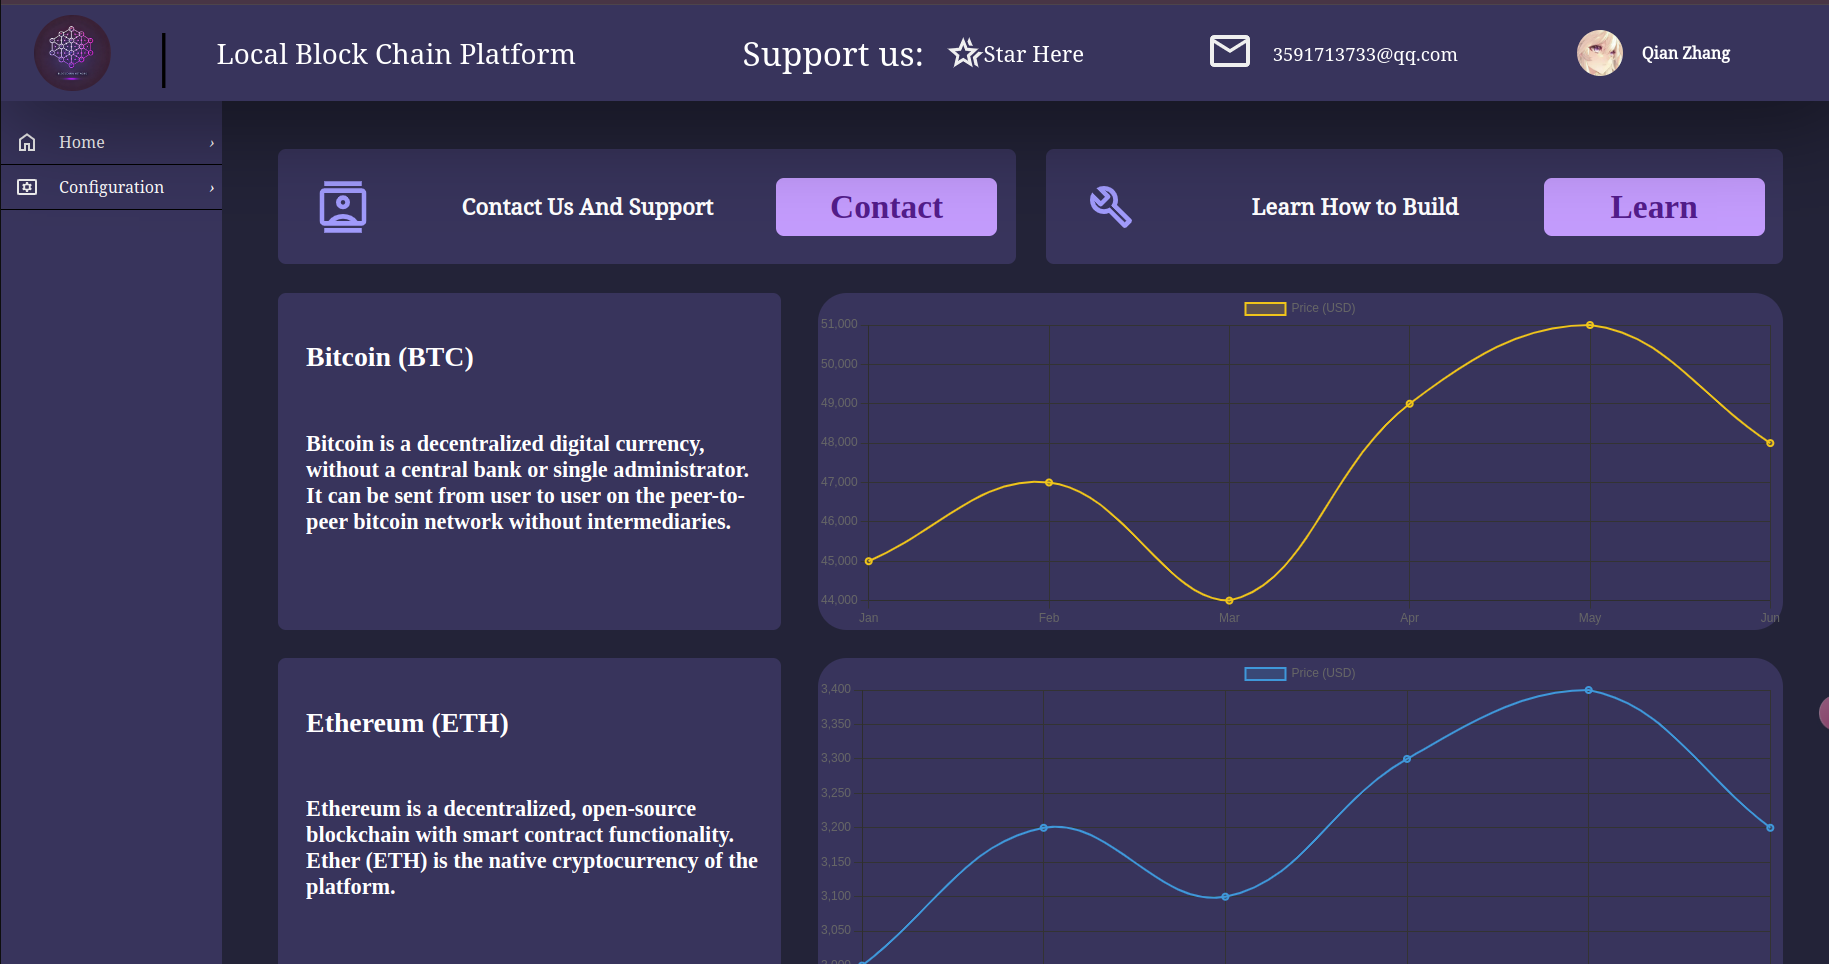 Local Block Chain Platform
Support us:
Star Here
3591713733@qq.com
Qian Zhang
Home ›
Configuration ›
Contact Us And Support
Contact
Learn How to Build
Learn
Bitcoin (BTC)
Bitcoin is a decentralized digital currency,
without a central bank or single administrator.
It can be sent from user to user on the peer-to-
peer bitcoin network without intermediaries.
Price (USD)
51,000
50,000
49,000
48,000
47,000
46,000
45,000
44,000
Jan Feb Mar Apr May Jun
Ethereum (ETH)
Ethereum is a decentralized, open-source
blockchain with smart contract functionality.
Ether (ETH) is the native cryptocurrency of the
platform.
Price (USD)
3,400
3,350
3,300
3,250
3,200
3,150
3,100
3,050